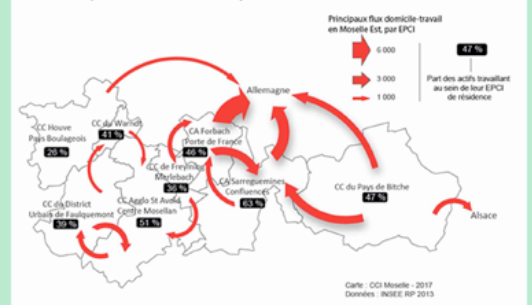 Principaux flux domicile-travail
en Moselle Est, par EPCI
6 000
3 000
1 000
47 %
Part des actifs travaillant
au sein de leur EPCI
de résidence
Allemagne
CC du Warndt
41 %
CC Houve
Pays Boulageois
26 %
CA Forbach
Porte de France
46 %
CC de Freyming
Merlebach
36 %
CA Sarreguemines
Confluences
63 %
CC du Pays de Bitche
47 %
CC du District
Urbain de Faulquemont
39 %
CC Agglo St Avold
Centre Mosellan
51 %
Alsace
Carte : CCI Moselle - 2017
Données : INSEE RP 2013